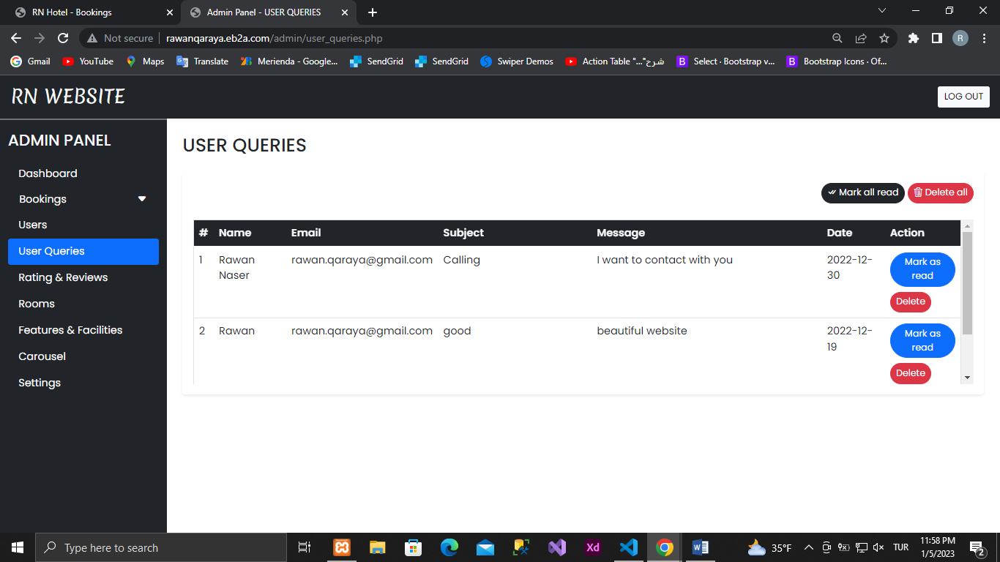 RN Hotel - Bookings
Admin Panel - USER QUERIES
Not secure
rawanqaraya.eb2a.com/admin/user_queries.php
R
Gmail
YouTube
Maps
Translate
Merienda - Google...
SendGrid
SendGrid
Swiper Demos
Action Table "..."شرح
Select · Bootstrap v...
Bootstrap Icons · Of...
RN WEBSITE
LOG OUT
ADMIN PANEL
Dashboard
Bookings
Users
User Queries
Rating & Reviews
Rooms
Features & Facilities
Carousel
Settings
USER QUERIES
Mark all read
Delete all
# Name Email Subject Message Date Action
1 Rawan rawan.qaraya@gmail.com Calling I want to contact with you 2022-12- Mark as
Naser 30 read
Delete
2 Rawan rawan.qaraya@gmail.com good beautiful website 2022-12- Mark as
19 read
Delete
Type here to search
Xd
35°F
TUR
11:58 PM
1/5/2023
2